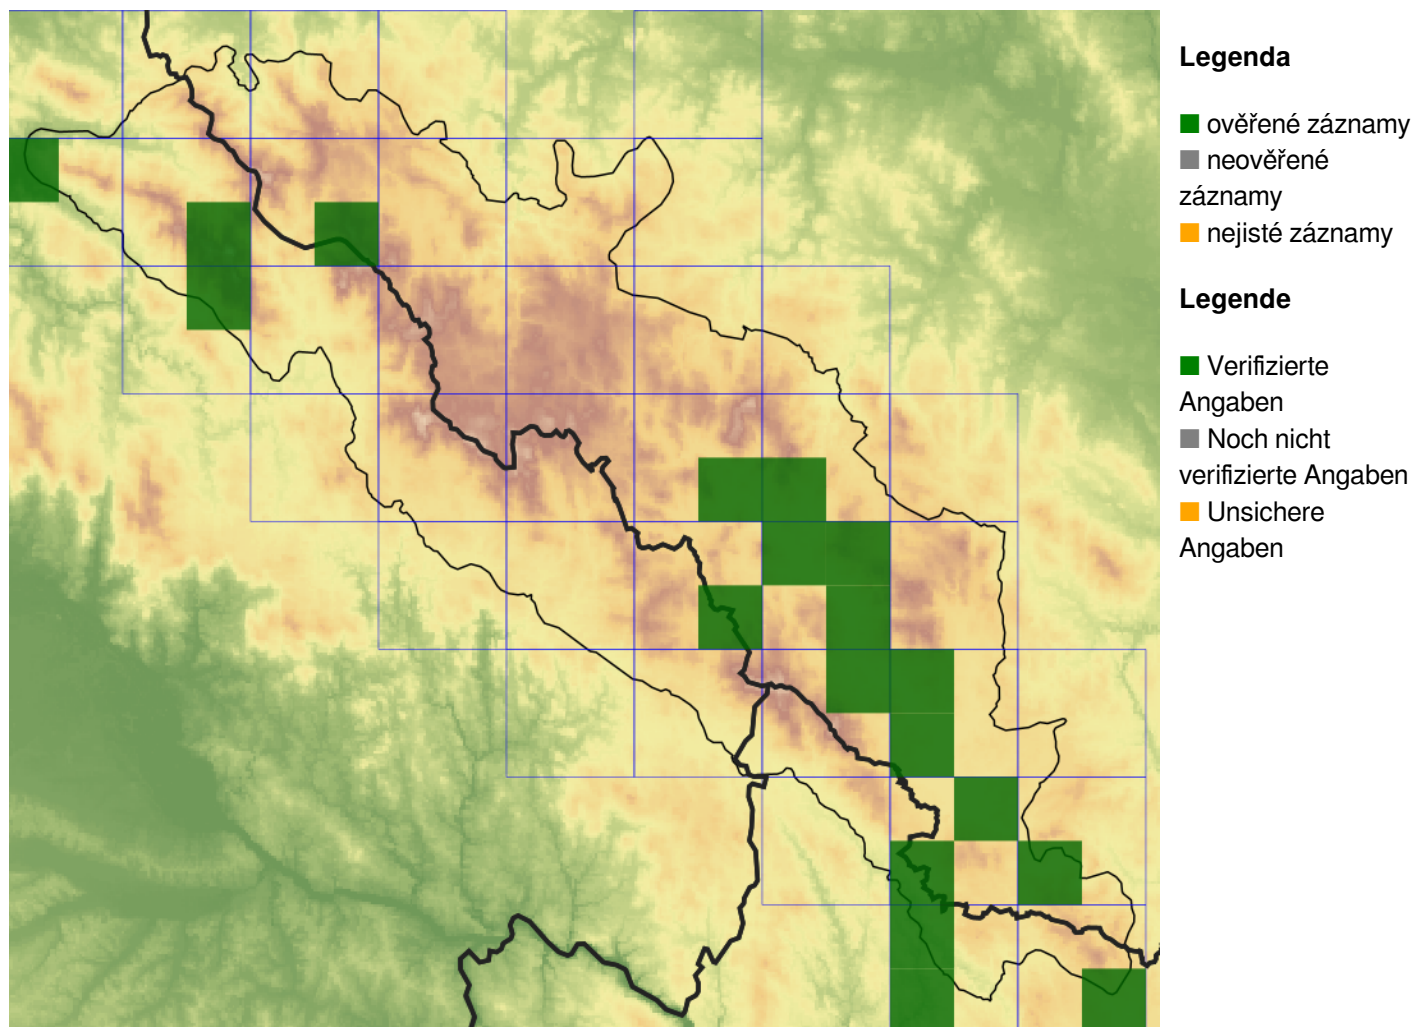 Legenda
ověřené záznamy
neověřené
záznamy
nejisté záznamy
Legende
Verifizierte
Angaben
Noch nicht
verifizierte Angaben
Unsichere
Angaben